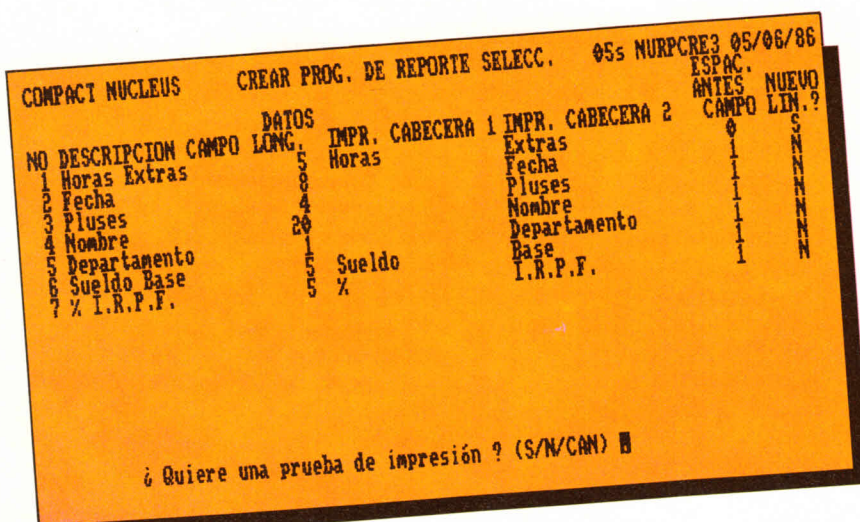 COMPACT NUCLEUS CREAR PROG. DE REPORTE SELECC. 05s NURPCRE3 05/06/86
ESPAC.
DATOS ANTES NUEVO
NO DESCRIPCION CAMPO LONG. IMPR. CABECERA 1 IMPR. CABECERA 2 CAMPO LIN.?
1 Horas Extras 5 Horas Extras 0 S
2 Fecha 8 Fecha 1 N
3 Pluses 4 Pluses 1 N
4 Nombre 20 Nombre 1 N
5 Departamento 1 Departamento 1 N
6 Sueldo Base 5 Sueldo Base 1 N
7 % I.R.P.F. 5 % I.R.P.F. 1 N
¿ Quiere una prueba de impresión ? (S/N/CAN)